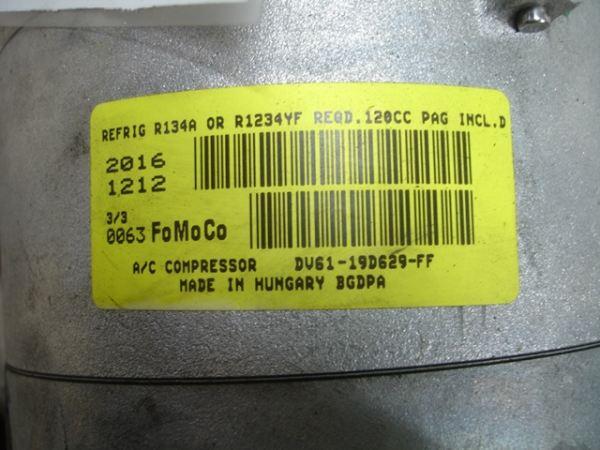 REFRIG R134A OR R1234YF REQD.120CC PAG INCL.D
2016
1212
3/3
0063 FoMoCo
A/C COMPRESSOR DV61-19D629-FF
MADE IN HUNGARY BGDPA